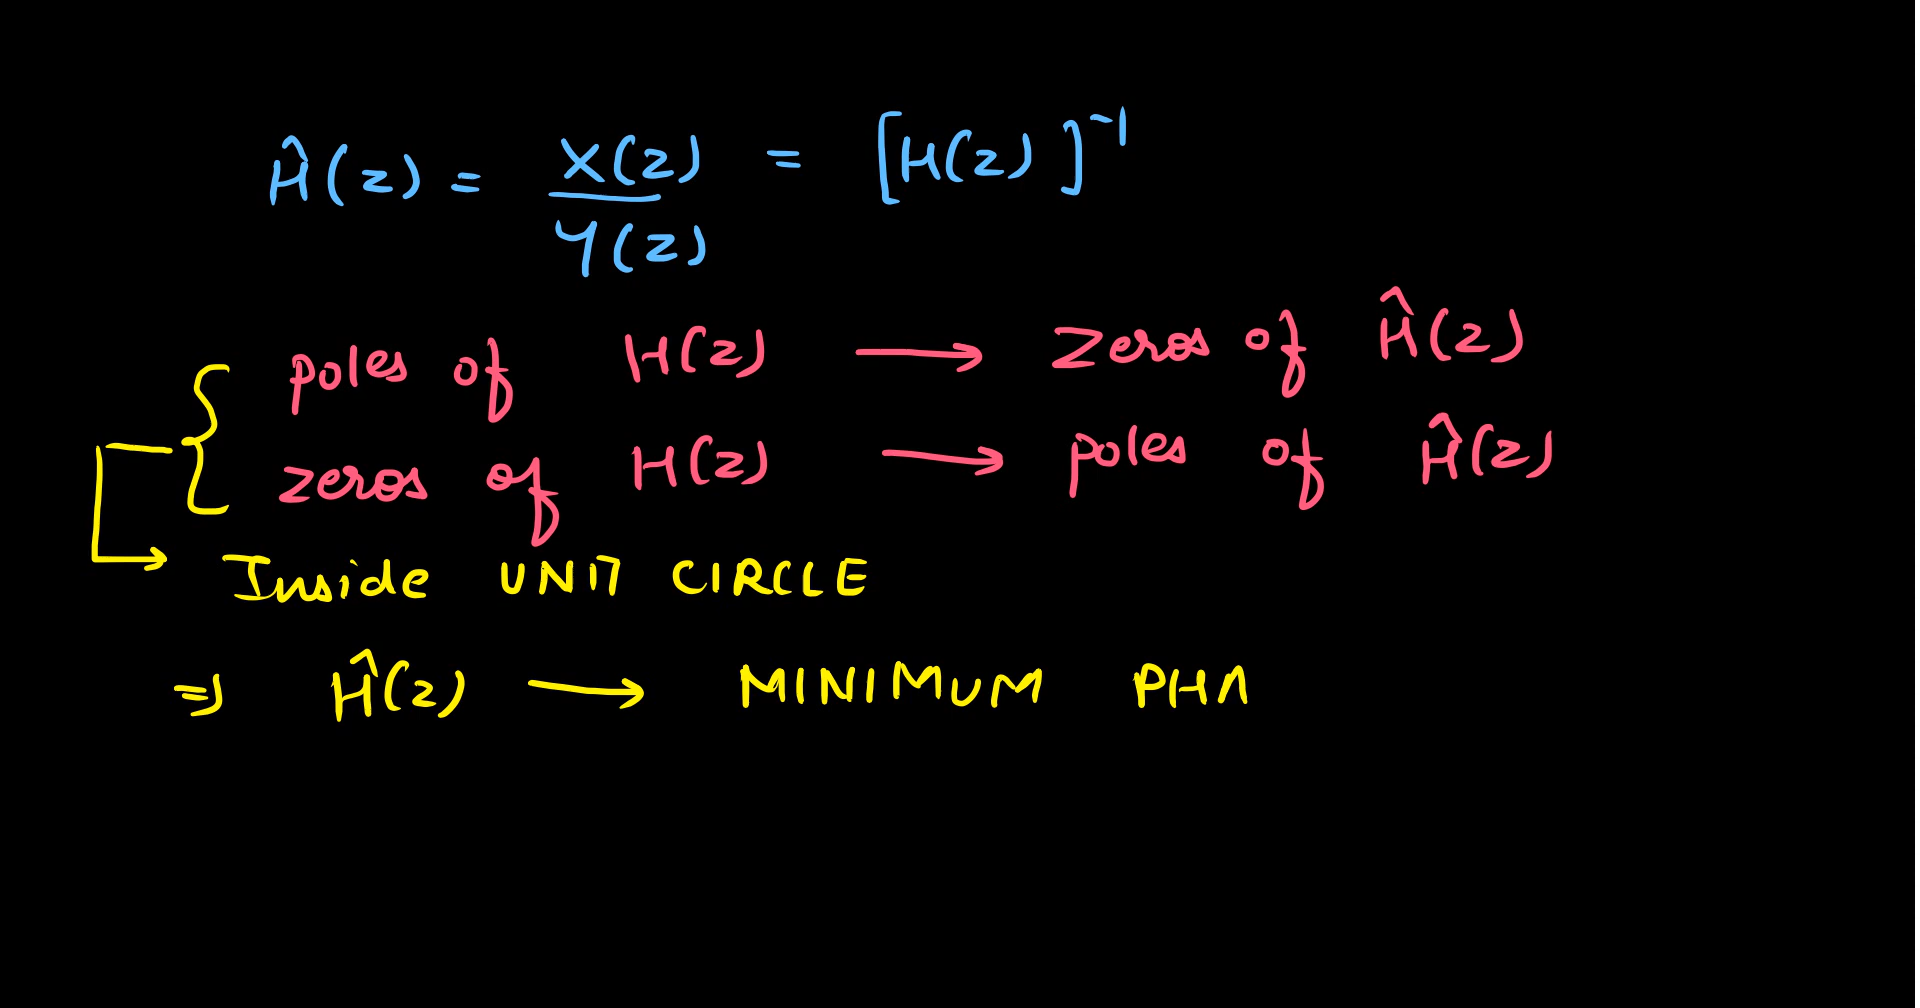 Ĥ(z) = X(z)/Y(z) = [H(z)]⁻¹
poles of H(z) → Zeros of Ĥ(z)
zeros of H(z) → poles of Ĥ(z)
Inside UNIT CIRCLE
⇒ Ĥ(z) → MINIMUM PHA